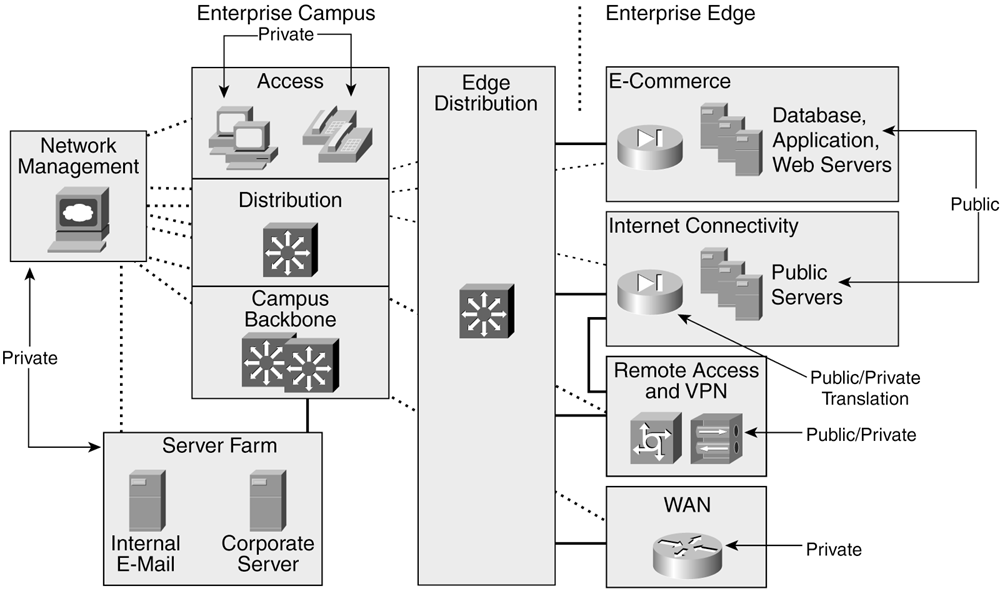 Enterprise Campus
Private
Enterprise Edge
Access
Edge
Distribution
E-Commerce
Database,
Application,
Web Servers
Network
Management
Distribution
Public
Internet Connectivity
Public
Servers
Campus
Backbone
Private
Remote Access
and VPN
Public/Private
Translation
Public/Private
Server Farm
Internal
E-Mail
Corporate
Server
WAN
Private